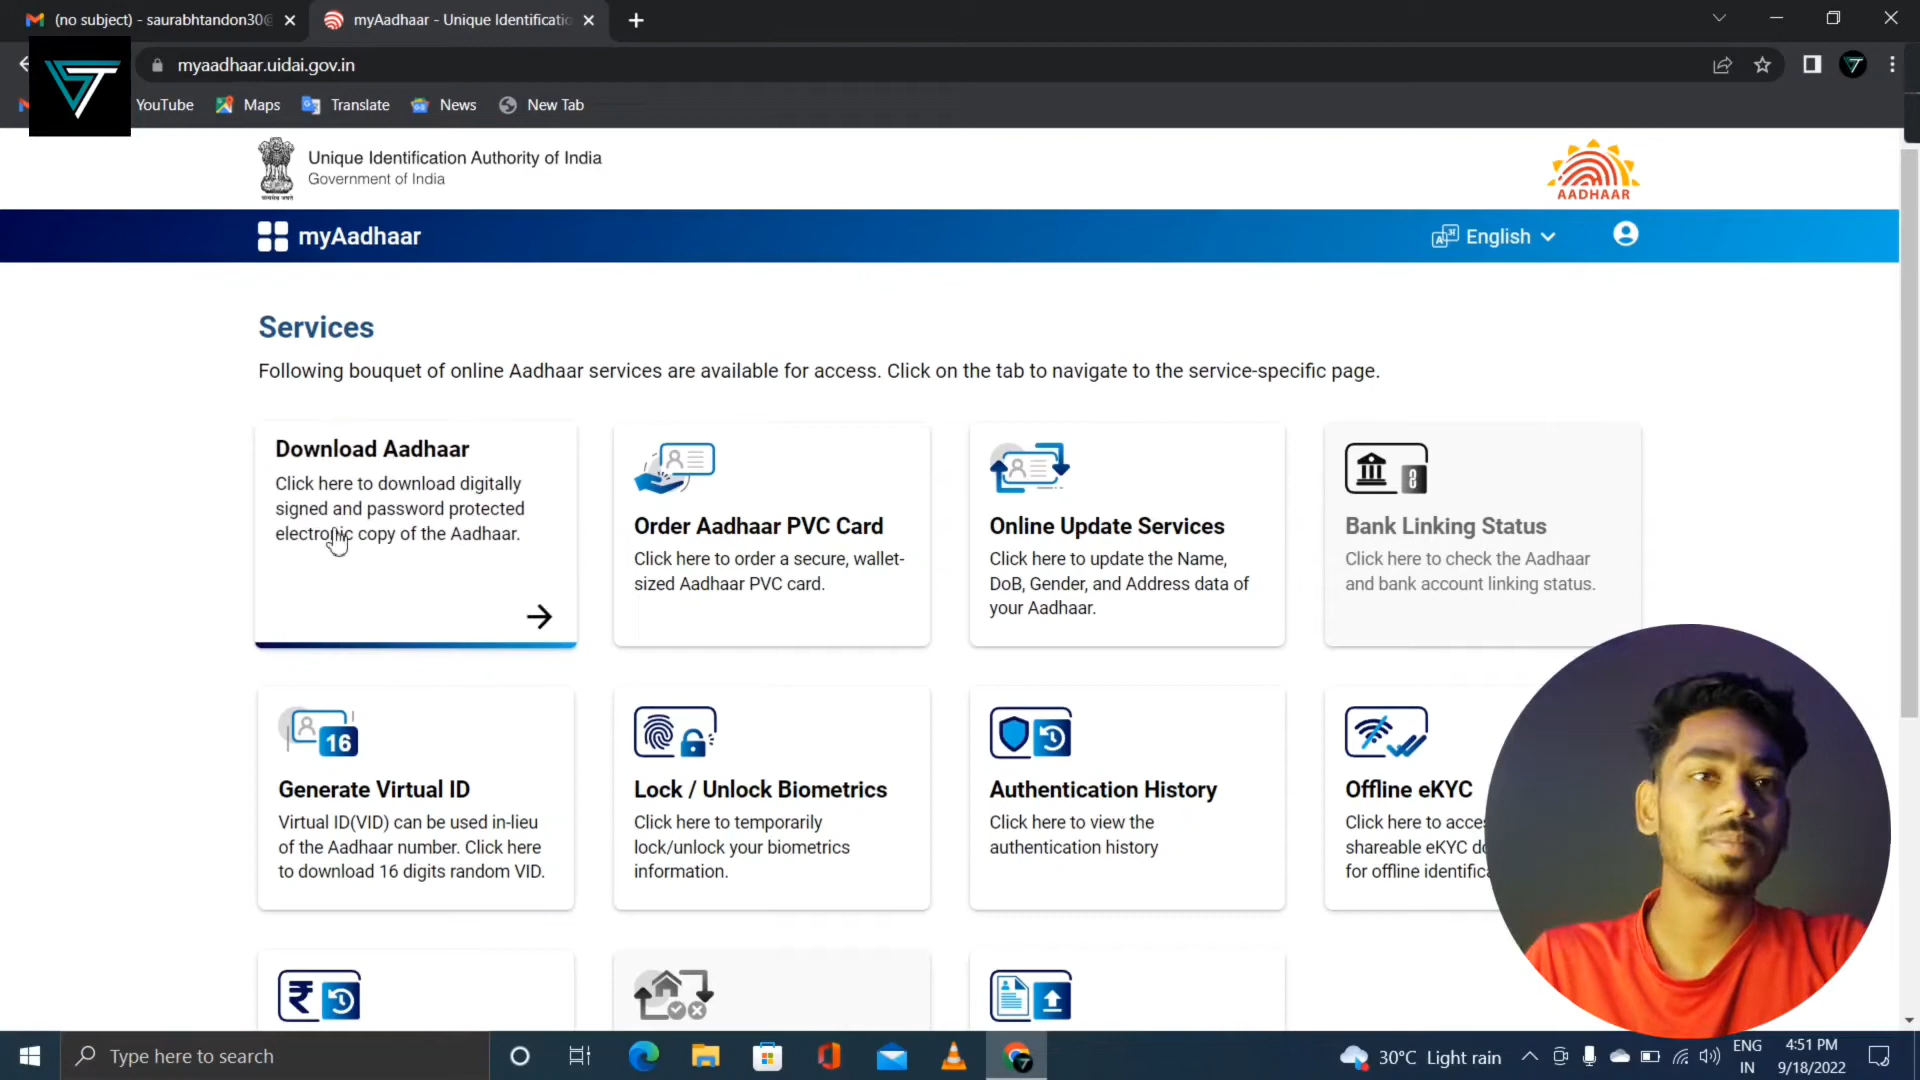 (no subject) - saurabhtandon30@
myAadhaar - Unique Identificatio
myaadhaar.uidai.gov.in
YouTube
Maps
Translate
News
New Tab
Unique Identification Authority of India
Government of India
AADHAAR
myAadhaar
English
Services
Following bouquet of online Aadhaar services are available for access. Click on the tab to navigate to the service-specific page.
Download Aadhaar
Click here to download digitally
signed and password protected
electronic copy of the Aadhaar.
Order Aadhaar PVC Card
Click here to order a secure, wallet-
sized Aadhaar PVC card.
Online Update Services
Click here to update the Name,
DoB, Gender, and Address data of
your Aadhaar.
Bank Linking Status
Click here to check the Aadhaar
and bank account linking status.
16
Generate Virtual ID
Virtual ID(VID) can be used in-lieu
of the Aadhaar number. Click here
to download 16 digits random VID.
Lock / Unlock Biometrics
Click here to temporarily
lock/unlock your biometrics
information.
Authentication History
Click here to view the
authentication history
Offline eKYC
Click here to acce
shareable eKYC d
for offline identific
₹
Type here to search
30°C Light rain
ENG
IN
4:51 PM
9/18/2022